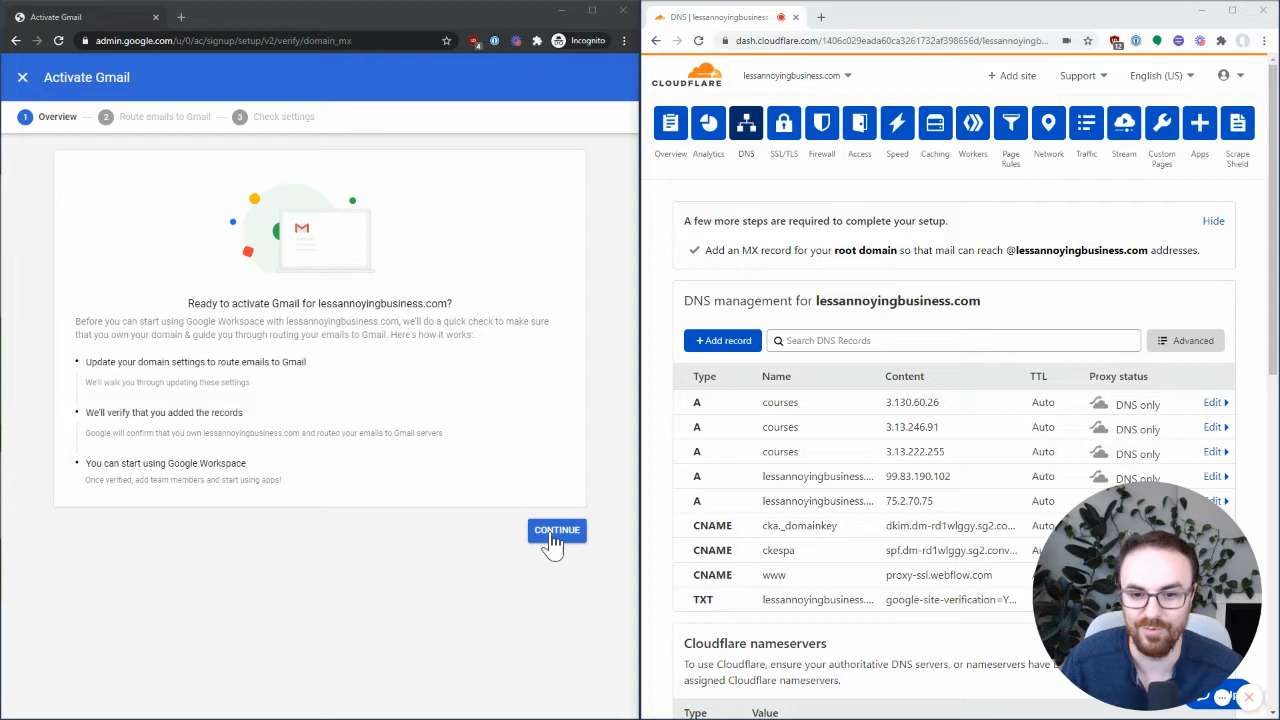 Activate Gmail
admin.google.com/u/0/ac/signup/setup/v2/verify/domain_mx
4
Incognito
Activate Gmail
1 Overview
2 Route emails to Gmail
3 Check settings
Ready to activate Gmail for lessannoyingbusiness.com?
Before you can start using Google Workspace with lessannoyingbusiness.com, we'll do a quick check to make sure
that you own your domain & guide you through routing your emails to Gmail. Here's how it works:
Update your domain settings to route emails to Gmail
We'll walk you through updating these settings
We'll verify that you added the records
Google will confirm that you own lessannoyingbusiness.com and routed your emails to Gmail servers
You can start using Google Workspace
Once verified, add team members and start using apps!
CONTINUE
DNS | lessannoyingbusiness
dash.cloudflare.com/1406c029eada60ca3261732af398656d/lessannoyingb...
12
CLOUDFLARE
lessannoyingbusiness.com
Add site
Support
English (US)
Overview
Analytics
DNS
SSL/TLS
Firewall
Access
Speed
Caching
Workers
Page
Rules
Network
Traffic
Stream
Custom
Pages
Apps
Scrape
Shield
A few more steps are required to complete your setup.
Hide
Add an MX record for your root domain so that mail can reach @lessannoyingbusiness.com addresses.
DNS management for lessannoyingbusiness.com
+Add record
Search DNS Records
Advanced
Type Name Content TTL Proxy status
A courses 3.130.60.26 Auto DNS only Edit
A courses 3.13.246.91 Auto DNS only Edit
A courses 3.13.222.255 Auto DNS only Edit
A lessannoyingbusiness.... 99.83.190.102 Auto DNS only Edit
A lessannoyingbusiness.... 75.2.70.75 Auto
CNAME cka._domainkey dkim.dm-rd1wlggy.sg2.co...
CNAME ckespa spf.dm-rd1wlggy.sg2.conv...
CNAME www proxy-ssl.webflow.com
TXT lessannoyingbusiness.... google-site-verification=Y...
Cloudflare nameservers
To use Cloudflare, ensure your authoritative DNS servers, or nameservers have
assigned Cloudflare nameservers.
Type Value